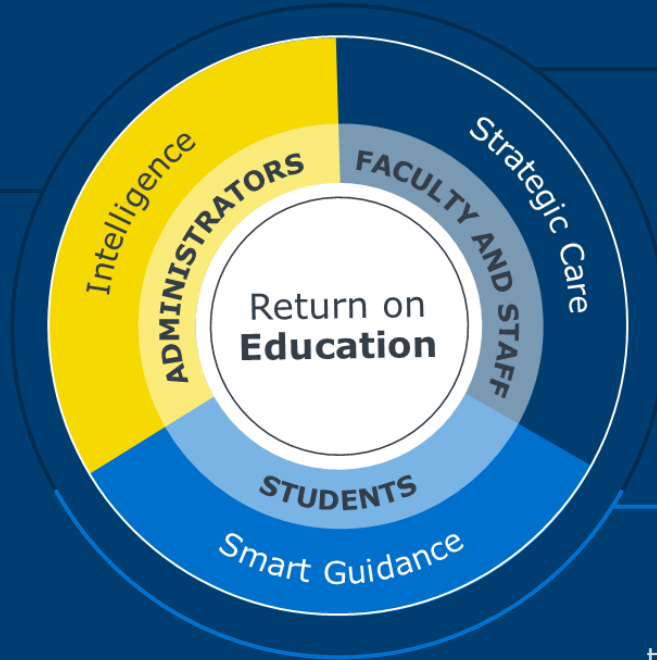 Intelligence
ADMINISTRATORS
FACULTY AND STAFF
Strategic Care
Return on
Education
STUDENTS
Smart Guidance